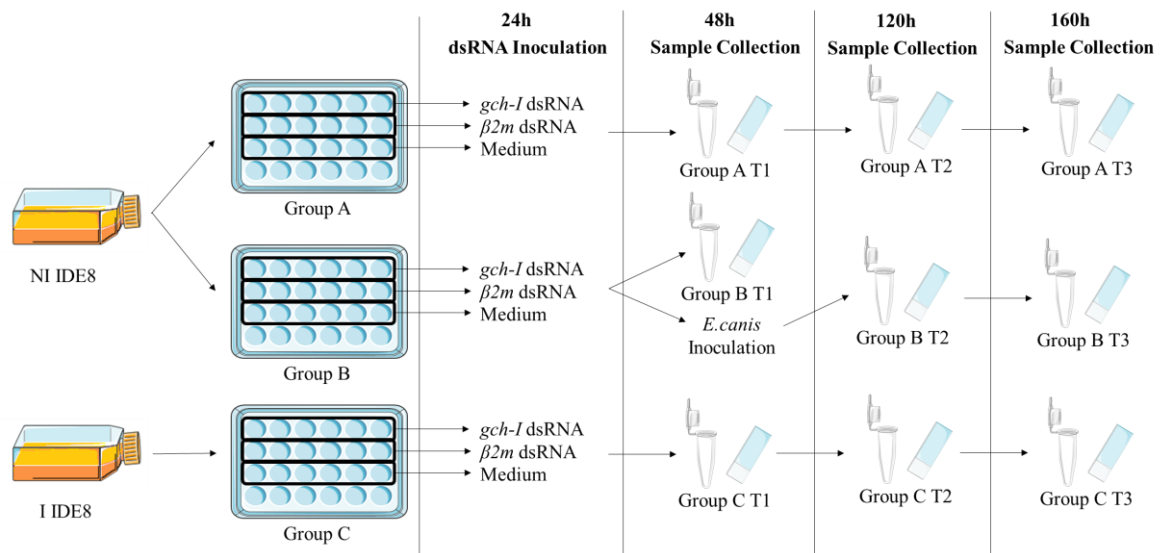 24h
dsRNA Inoculation
48h
Sample Collection
120h
Sample Collection
160h
Sample Collection
NI IDE8
Group A
gch-I dsRNA
β2m dsRNA
Medium
Group A T1
Group A T2
Group A T3
Group B
gch-I dsRNA
β2m dsRNA
Medium
Group B T1
E.canis
Inoculation
Group B T2
Group B T3
I IDE8
Group C
gch-I dsRNA
β2m dsRNA
Medium
Group C T1
Group C T2
Group C T3